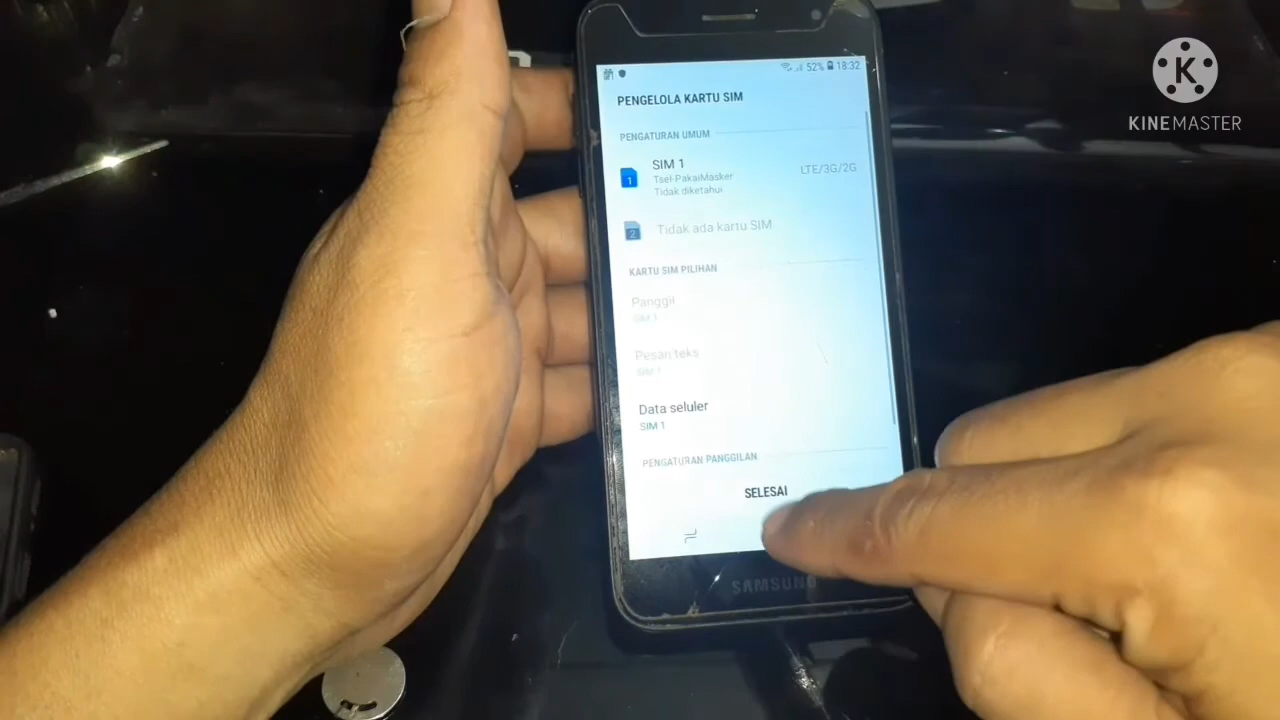 52% 18:32
PENGELOLA KARTU SIM
PENGATURAN UMUM
SIM 1
Tsel-PakaiMasker
Tidak diketahui
LTE/3G/2G
1
2
Tidak ada kartu SIM
KARTU SIM PILIHAN
Panggil
SIM 1
Pesan teks
SIM 1
Data seluler
SIM 1
PENGATURAN PANGGILAN
SELESAI
SAMSUNG
K
KINEMASTER